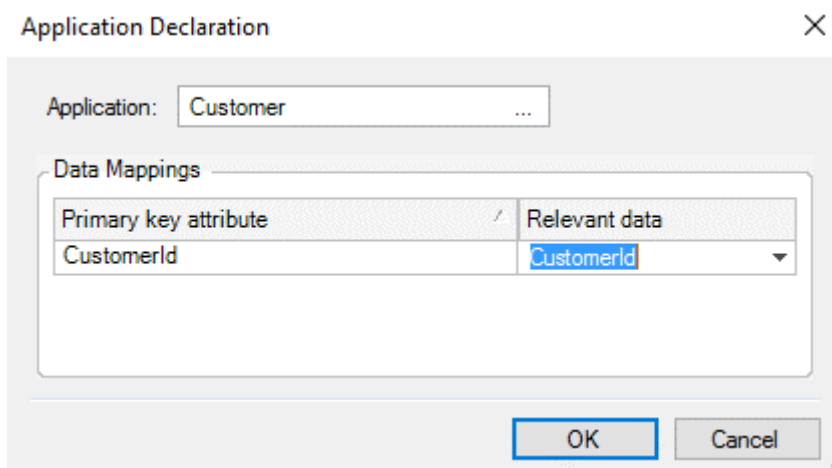 Application Declaration
Application: Customer ...
Data Mappings
Primary key attribute Relevant data
CustomerId CustomerId
OK Cancel